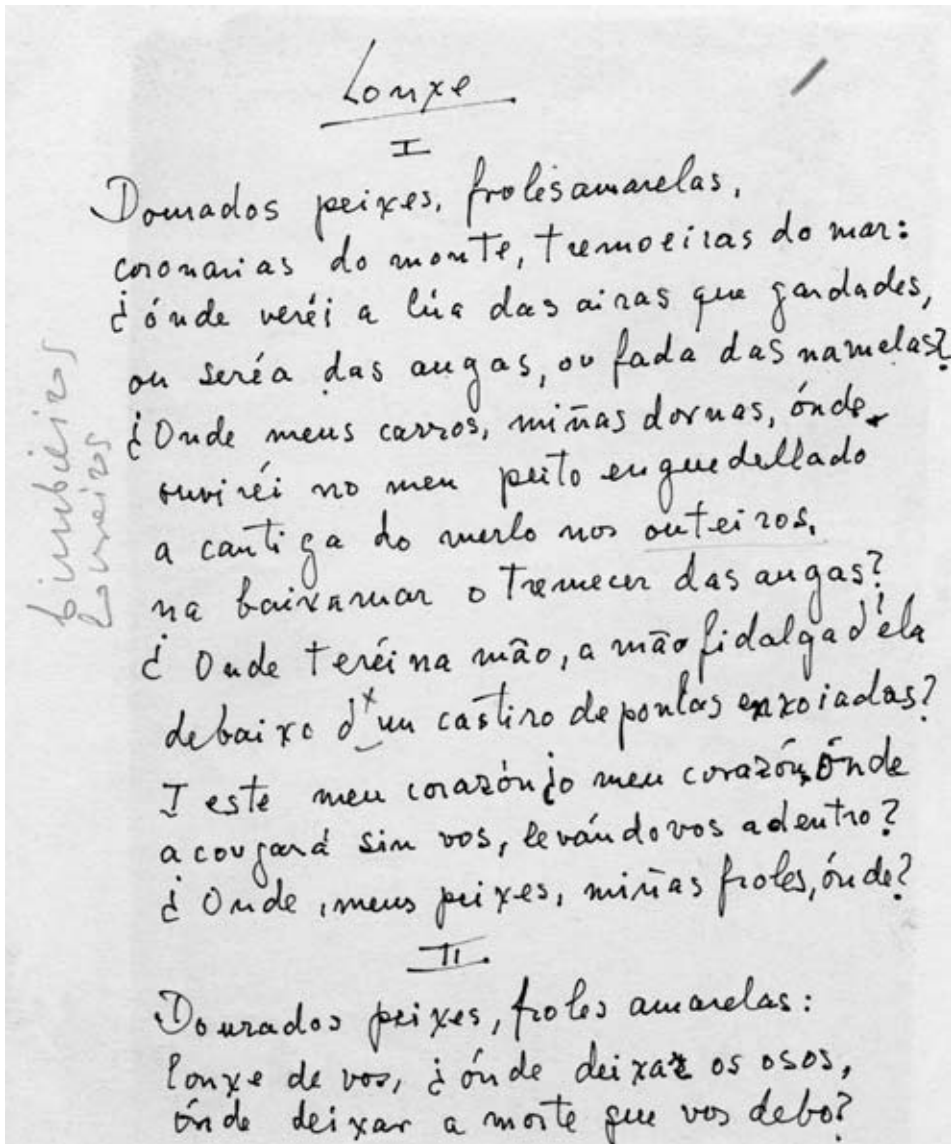 Lonxe
I
Dourados peixes, froles amarelas,
coronarias do monte, tremoeiras do mar:
¿ónde veréi a lúa das airas que gardades,
ou seréa das augas, ou fada das namelas?
¿Onde meus carros, miñas dornas, ónde
ouviréi no meu peito enguedellado
a cantiga do merlo nos outeiros,
na baixamar o tremecer das augas?
¿Onde teréi na mão, a mão fidalga d'ela
debaixo d'un castiro de ponlas enxoiadas?
I este meu corazón ¿o meu corazón, ónde
acougará sin vos, levándovos adentro?
¿Onde, meus peixes, miñas froles, ónde?
II.
Dourados peixes, froles amarelas:
lonxe de vos, ¿ónde deixar os osos,
ónde deixar a morte que vos debo?